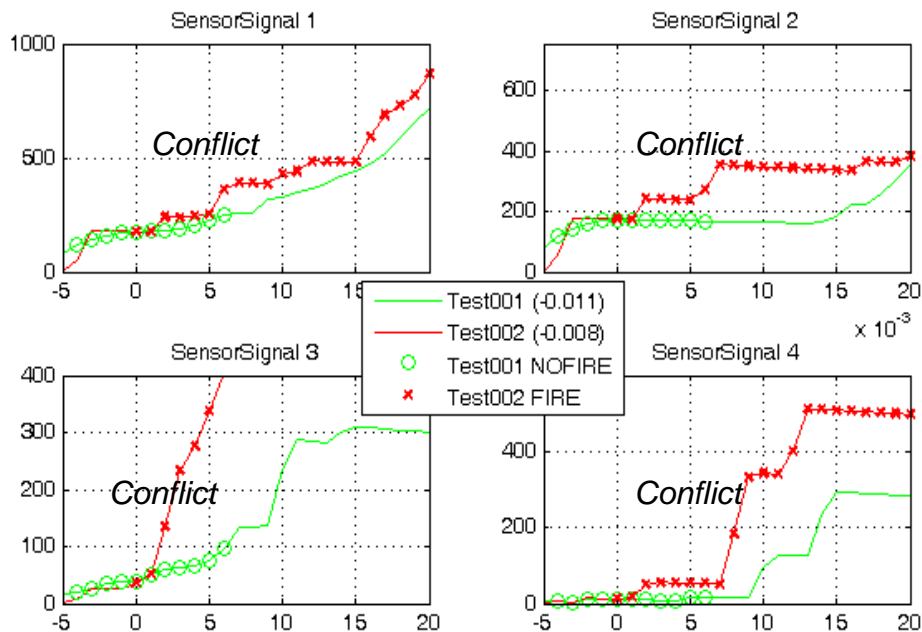 SensorSignal 1
1000
500
0
Conflict
-5 0 5 10 15 20
SensorSignal 2
600
400
200
0
Conflict
-5 0 5 10 15 20
x 10^-3
Test001 (-0.011)
Test002 (-0.008)
Test001 NOFIRE
Test002 FIRE
SensorSignal 3
400
300
200
100
0
Conflict
-5 0 5 10 15 20
SensorSignal 4
400
200
0
Conflict
-5 0 5 10 15 20